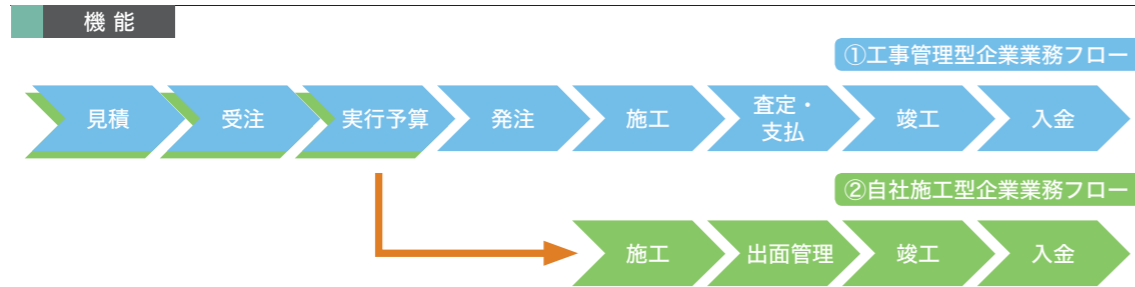 機能
①工事管理型企業業務フロー
見積
受注
実行予算
発注
施工
査定・
支払
竣工
入金
②自社施工型企業業務フロー
施工
出面管理
竣工
入金